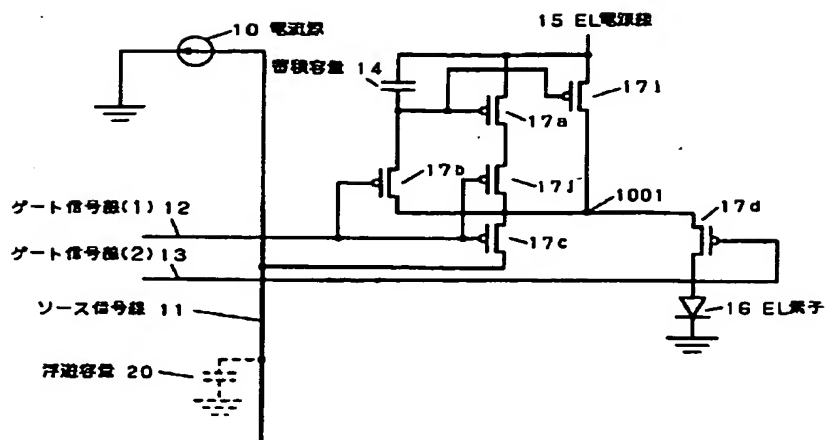 10 電流源
15 EL電源線
蓄積容量 14
17i
17a
17b
17j
1001
17d
ゲート信号線(1) 12
17c
ゲート信号線(2) 13
ソース信号線 11
16 EL素子
浮遊容量 20